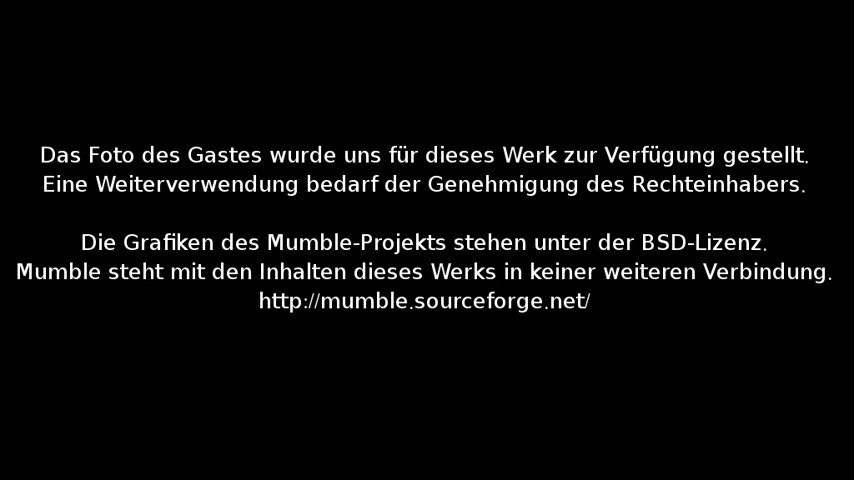 Das Foto des Gastes wurde uns für dieses Werk zur Verfügung gestellt.
Eine Weiterverwendung bedarf der Genehmigung des Rechteinhabers.
Die Grafiken des Mumble-Projekts stehen unter der BSD-Lizenz.
Mumble steht mit den Inhalten dieses Werks in keiner weiteren Verbindung.
http://mumble.sourceforge.net/